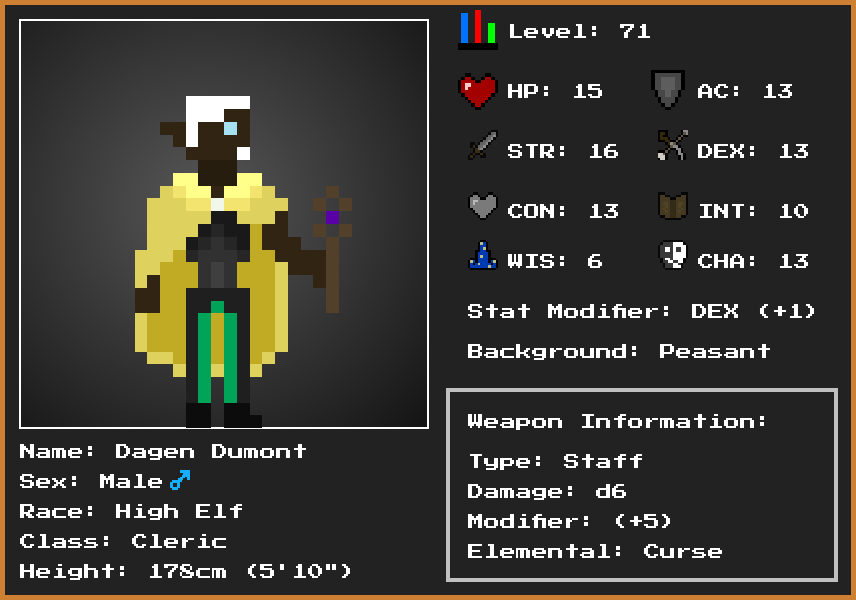 Level: 71
HP: 15 AC: 13
STR: 16 DEX: 13
CON: 13 INT: 10
WIS: 6 CHA: 13
Stat Modifier: DEX (+1)
Background: Peasant
Weapon Information:
Type: Staff
Damage: d6
Modifier: (+5)
Elemental: Curse
Name: Dagen Dumont
Sex: Male♂
Race: High Elf
Class: Cleric
Height: 178cm (5'10")